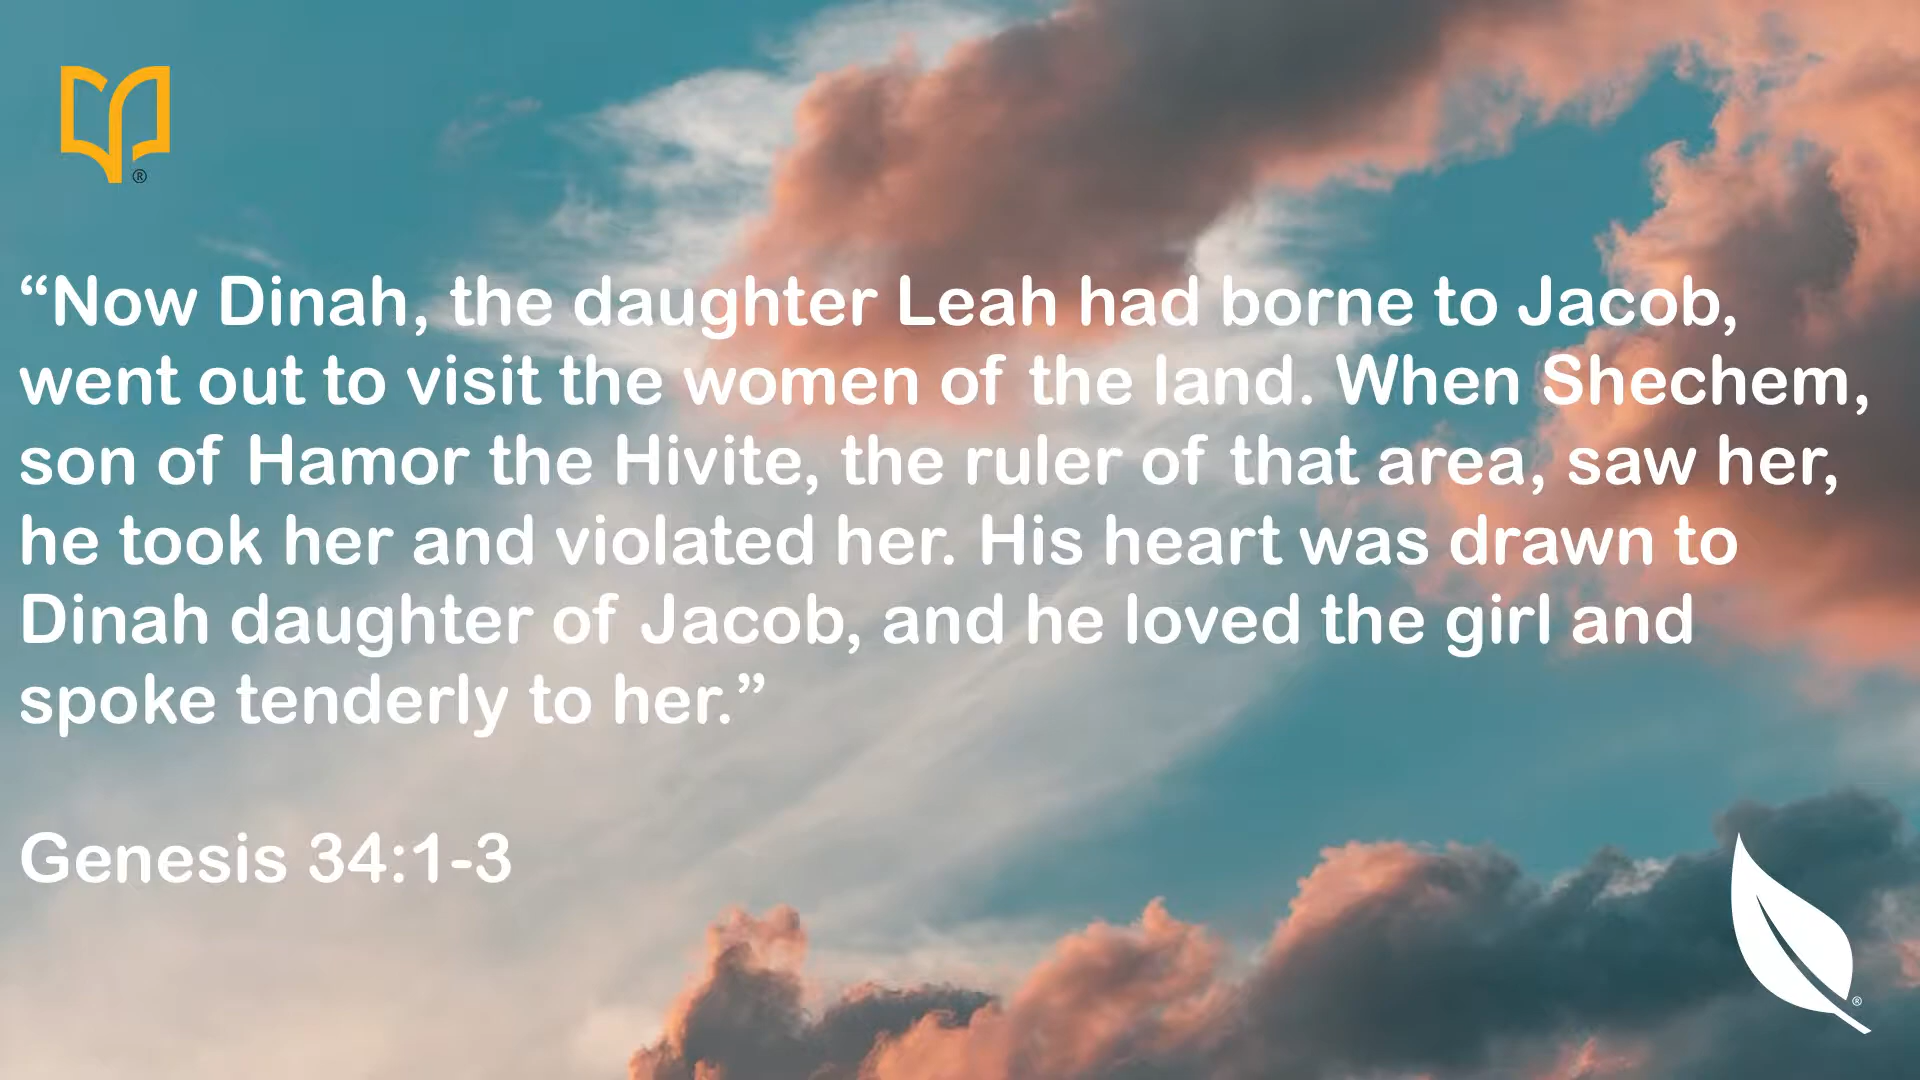 ®
“Now Dinah, the daughter Leah had borne to Jacob,
went out to visit the women of the land. When Shechem,
son of Hamor the Hivite, the ruler of that area, saw her,
he took her and violated her. His heart was drawn to
Dinah daughter of Jacob, and he loved the girl and
spoke tenderly to her.”
Genesis 34:1-3
®